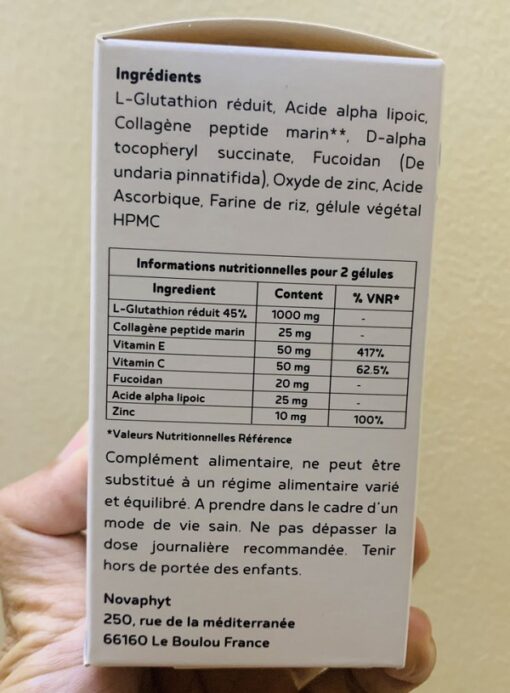 Ingrédients
L-Glutathion réduit, Acide alpha lipoic,
Collagène peptide marin**, D-alpha
tocopheryl succinate, Fucoidan (De
undaria pinnatifida), Oxyde de zinc, Acide
Ascorbique, Farine de riz, gélule végétal
HPMC
Informations nutritionnelles pour 2 gélules
Ingredient Content % VNR*
L-Glutathion réduit 45% 1000 mg -
Collagène peptide marin 25 mg -
Vitamin E 50 mg 417%
Vitamin C 50 mg 62.5%
Fucoidan 20 mg -
Acide alpha lipoic 25 mg -
Zinc 10 mg 100%
*Valeurs Nutritionnelles Référence
Complément alimentaire, ne peut être
substitué à un régime alimentaire varié
et équilibré. A prendre dans le cadre d'un
mode de vie sain. Ne pas dépasser la
dose journalière recommandée. Tenir
hors de portée des enfants.
Novaphyt
250, rue de la méditerranée
66160 Le Boulou France